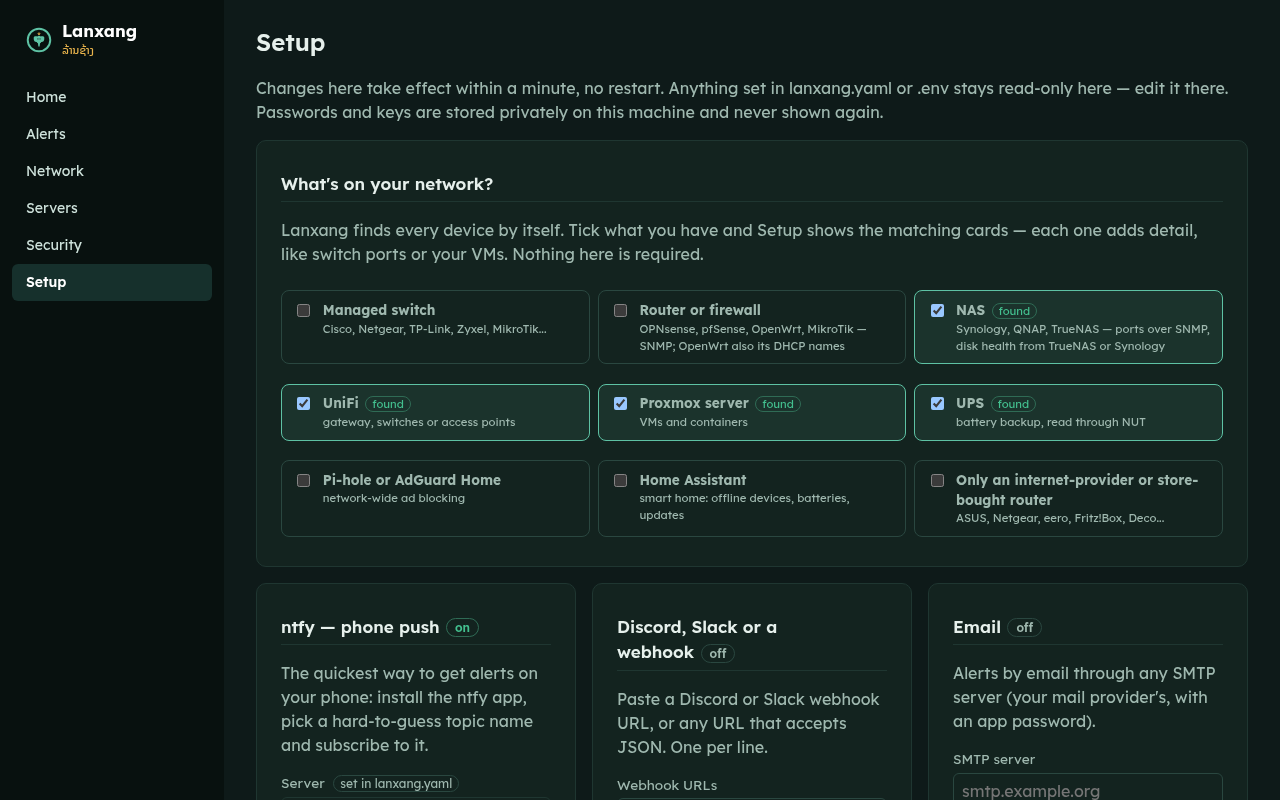 Lanxang
ລ້ານຊ້າງ
Home
Alerts
Network
Servers
Security
Setup
Setup
Changes here take effect within a minute, no restart. Anything set in lanxang.yaml or .env stays read-only here — edit it there.
Passwords and keys are stored privately on this machine and never shown again.
What's on your network?
Lanxang finds every device by itself. Tick what you have and Setup shows the matching cards — each one adds detail,
like switch ports or your VMs. Nothing here is required.
Managed switch
Cisco, Netgear, TP-Link, Zyxel, MikroTik…
Router or firewall
OPNsense, pfSense, OpenWrt, MikroTik —
SNMP; OpenWrt also its DHCP names
NAS found
Synology, QNAP, TrueNAS — ports over SNMP,
disk health from TrueNAS or Synology
UniFi found
gateway, switches or access points
Proxmox server found
VMs and containers
UPS found
battery backup, read through NUT
Pi-hole or AdGuard Home
network-wide ad blocking
Home Assistant
smart home: offline devices, batteries,
updates
Only an internet-provider or store-
bought router
ASUS, Netgear, eero, Fritz!Box, Deco…
ntfy — phone push on
The quickest way to get alerts on
your phone: install the ntfy app,
pick a hard-to-guess topic name
and subscribe to it.
Server set in lanxang.yaml
Discord, Slack or a
webhook off
Paste a Discord or Slack webhook
URL, or any URL that accepts
JSON. One per line.
Webhook URLs
Email off
Alerts by email through any SMTP
server (your mail provider's, with
an app password).
SMTP server
smtp.example.org